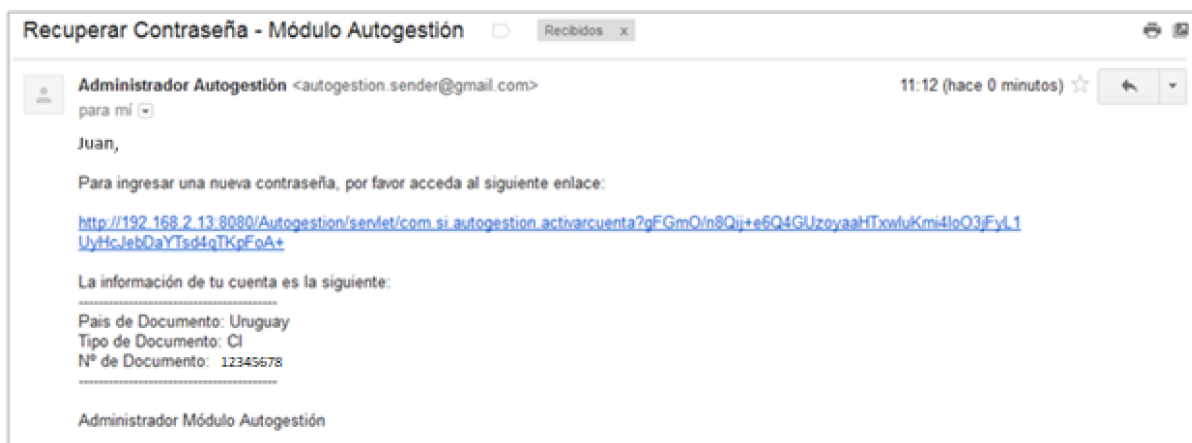 Recuperar Contraseña - Módulo Autogestión Recibidos x
Administrador Autogestión <autogestion.sender@gmail.com> 11:12 (hace 0 minutos)
para mí
Juan,
Para ingresar una nueva contraseña, por favor acceda al siguiente enlace:
http://192.168.2.13:8080/Autogestion/servlet/com.si.autogestion.activarcuenta?gFGmO/n8Qij+e6Q4GUzoyaaHTxwluKmi4loO3jFyL1
UyHcJebDaYTsd4qTKpFoA+
La información de tu cuenta es la siguiente:
----------------------------------------
Pais de Documento: Uruguay
Tipo de Documento: CI
Nº de Documento: 12345678
----------------------------------------
Administrador Módulo Autogestión